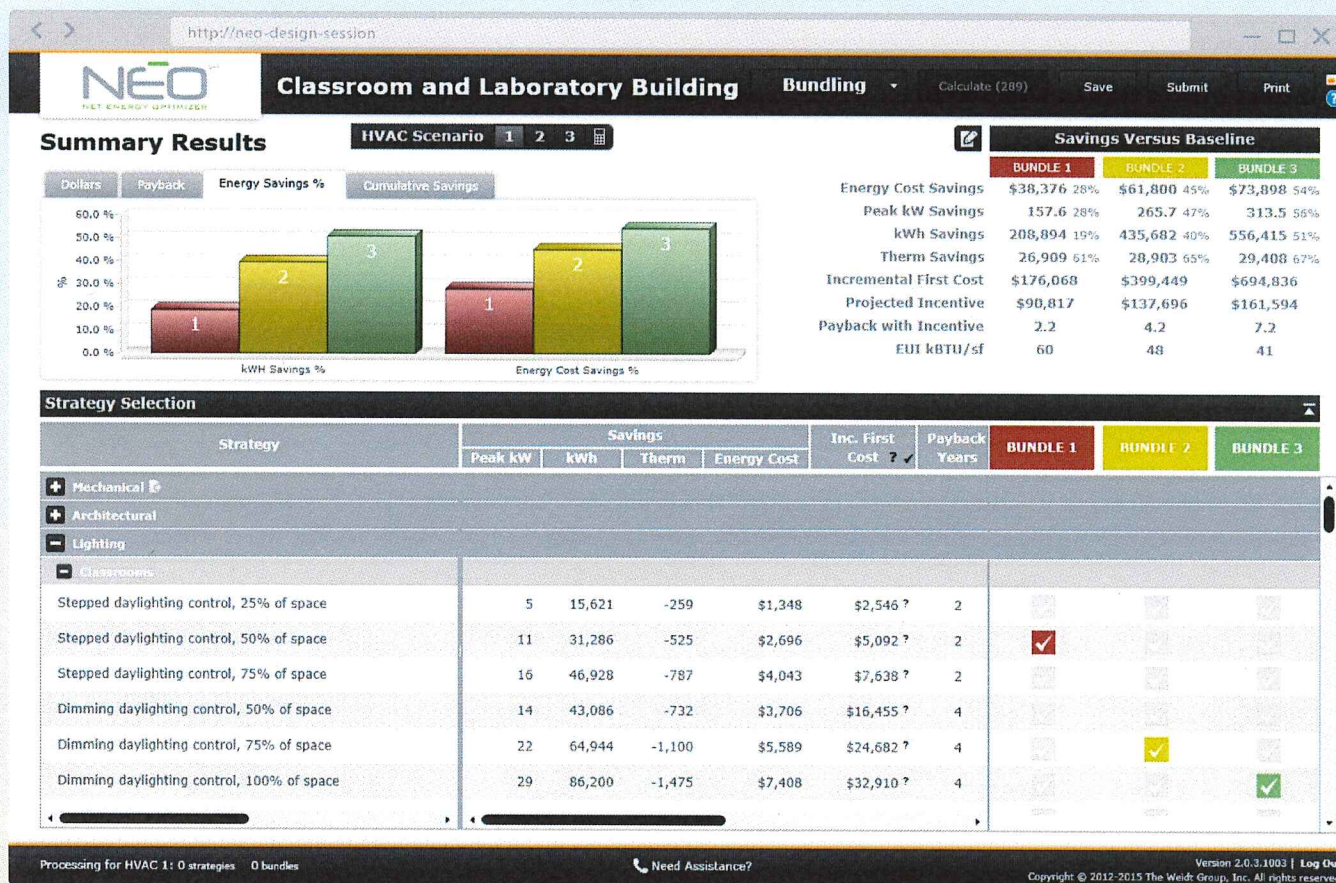 http://neo-design-session
NEO
NET ENERGY OPTIMIZER
Classroom and Laboratory Building
Bundling
Calculate (289)
Save
Submit
Print
Summary Results
HVAC Scenario 1 2 3
Dollars
Payback
Energy Savings %
Cumulative Savings
60.0 %
50.0 %
40.0 %
30.0 %
20.0 %
10.0 %
0.0 %
%
1
2
3
1
2
3
kWH Savings %
Energy Cost Savings %
Savings Versus Baseline
BUNDLE 1 BUNDLE 2 BUNDLE 3
Energy Cost Savings $38,376 28% $61,800 45% $73,898 54%
Peak kW Savings 157.6 28% 265.7 47% 313.5 56%
kWh Savings 208,894 19% 435,682 40% 556,415 51%
Therm Savings 26,909 61% 28,903 65% 29,408 67%
Incremental First Cost $176,068 $399,449 $694,836
Projected Incentive $90,817 $137,696 $161,594
Payback with Incentive 2.2 4.2 7.2
EUI kBTU/sf 60 48 41
Strategy Selection
Strategy
Savings
Peak kW kWh Therm Energy Cost
Inc. First
Cost ?
Payback
Years
BUNDLE 1 BUNDLE 2 BUNDLE 3
Mechanical
Architectural
Lighting
Classrooms
Stepped daylighting control, 25% of space 5 15,621 -259 $1,348 $2,546 ? 2
Stepped daylighting control, 50% of space 11 31,286 -525 $2,696 $5,092 ? 2
Stepped daylighting control, 75% of space 16 46,928 -787 $4,043 $7,638 ? 2
Dimming daylighting control, 50% of space 14 43,086 -732 $3,706 $16,455 ? 4
Dimming daylighting control, 75% of space 22 64,944 -1,100 $5,589 $24,682 ? 4
Dimming daylighting control, 100% of space 29 86,200 -1,475 $7,408 $32,910 ? 4
Processing for HVAC 1: 0 strategies 0 bundles
Need Assistance?
Version 2.0.3.1003 | Log Ou
Copyright © 2012-2015 The Weidt Group, Inc. All rights reserve